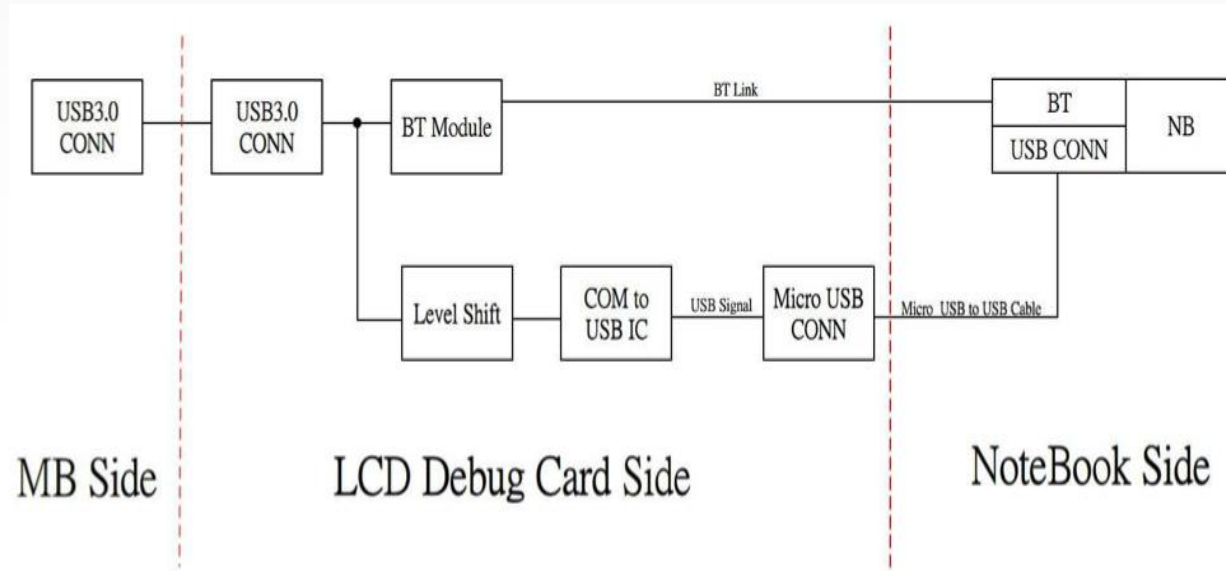 USB3.0
CONN
USB3.0
CONN
BT Module
BT Link
BT
USB CONN
NB
Level Shift
COM to
USB IC
USB Signal
Micro USB
CONN
Micro USB to USB Cable
MB Side
LCD Debug Card Side
NoteBook Side